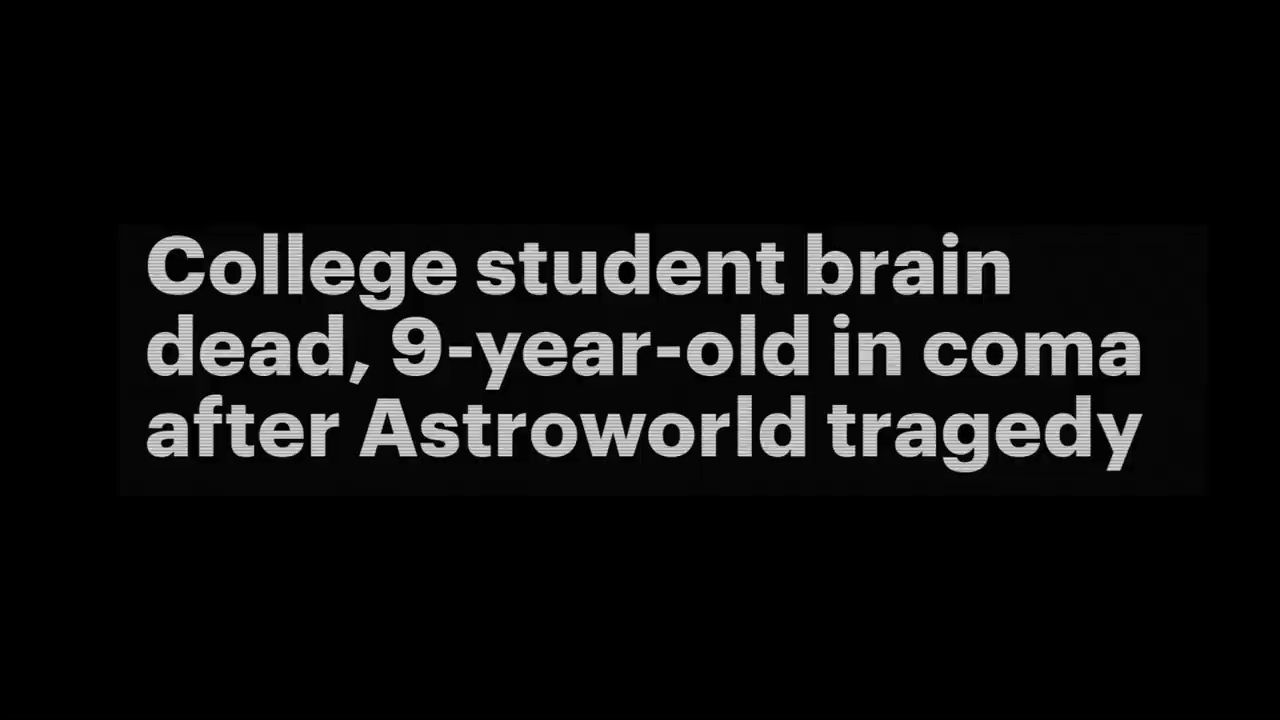 College student brain
dead, 9-year-old in coma
after Astroworld tragedy